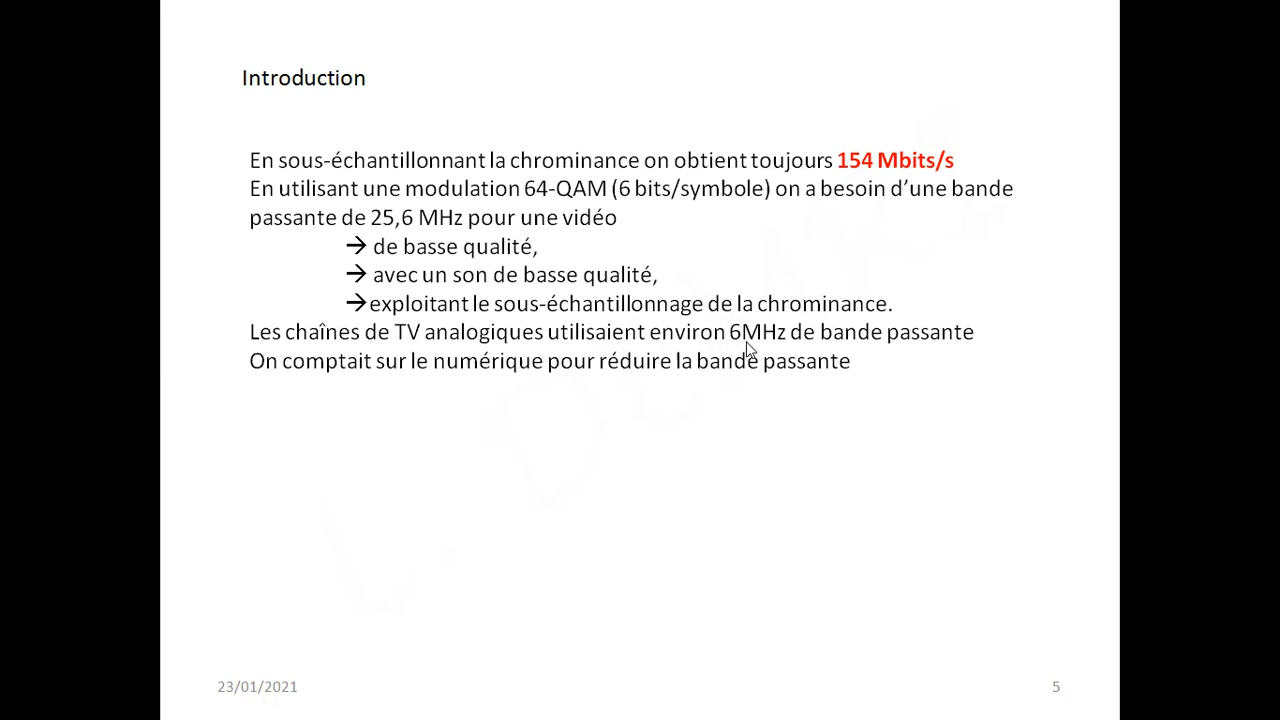 Introduction
En sous-échantillonnant la chrominance on obtient toujours 154 Mbits/s
En utilisant une modulation 64-QAM (6 bits/symbole) on a besoin d'une bande
passante de 25,6 MHz pour une vidéo
→ de basse qualité,
→ avec un son de basse qualité,
→exploitant le sous-échantillonnage de la chrominance.
Les chaînes de TV analogiques utilisaient environ 6MHz de bande passante
On comptait sur le numérique pour réduire la bande passante
23/01/2021
5